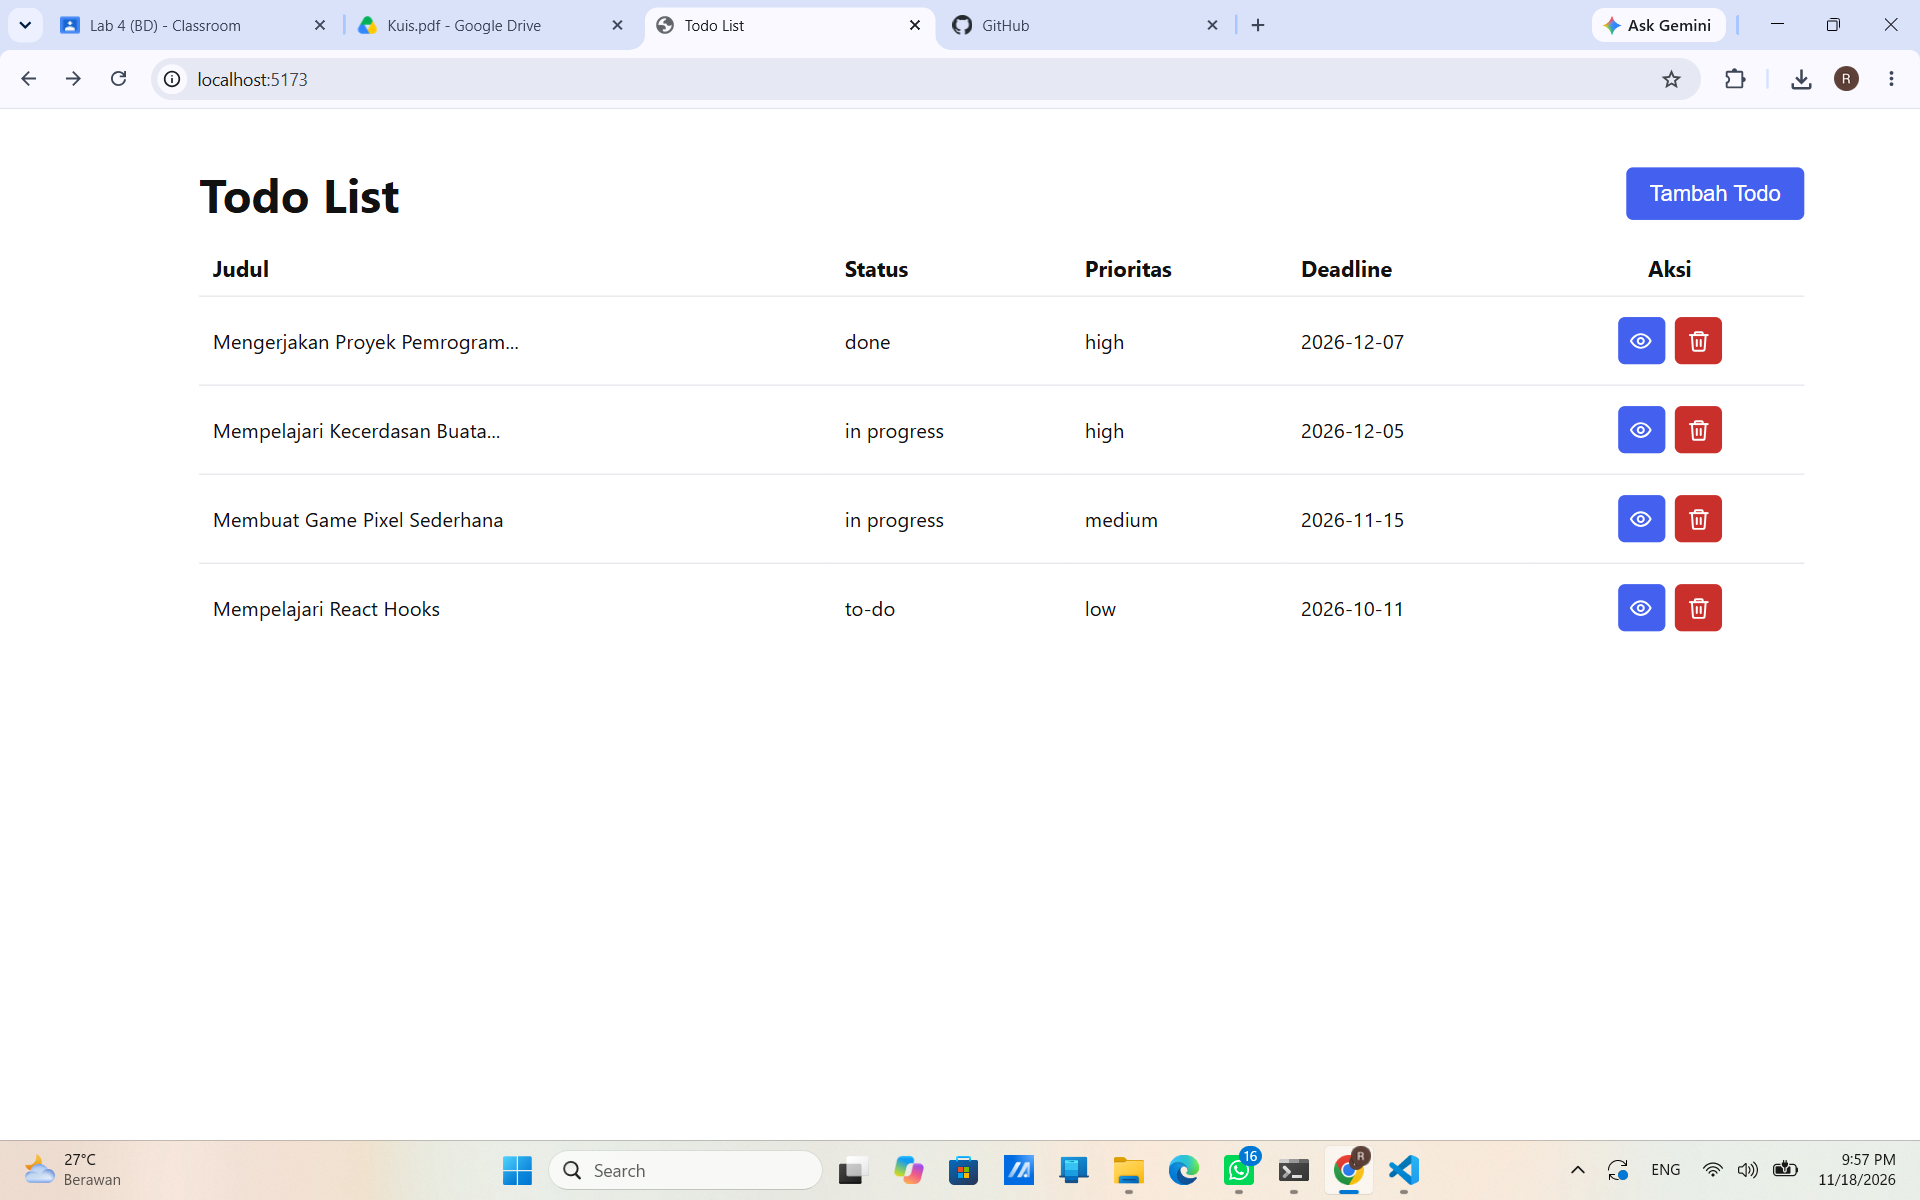 Lab 4 (BD) - Classroom
Kuis.pdf - Google Drive
Todo List
GitHub
Ask Gemini
localhost:5173
R
Todo List
Tambah Todo
Judul Status Prioritas Deadline Aksi
Mengerjakan Proyek Pemrogram... done high 2026-12-07
Mempelajari Kecerdasan Buata... in progress high 2026-12-05
Membuat Game Pixel Sederhana in progress medium 2026-11-15
Mempelajari React Hooks to-do low 2026-10-11
27°C
Berawan
Search
16
R
ENG
9:57 PM
11/18/2026